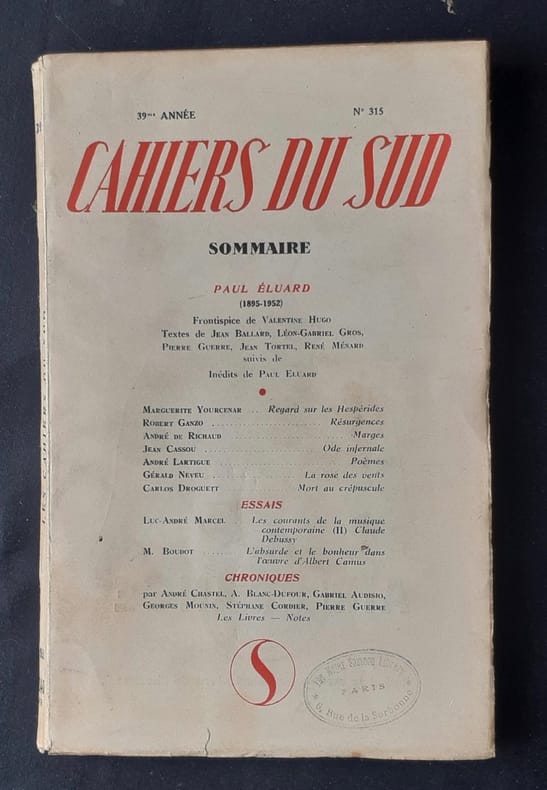 39me ANNÉE N° 315
CAHIERS DU SUD
SOMMAIRE
PAUL ÉLUARD
(1895-1952)
Frontispice de VALENTINE HUGO
Textes de JEAN BALLARD, LÉON-GABRIEL GROS,
PIERRE GUERRE, JEAN TORTEL, RENÉ MÉNARD
suivis de
Inédits de PAUL ELUARD
MARGUERITE YOURCENAR ... Regard sur les Hespérides
ROBERT GANZO ... Résurgences
ANDRÉ DE RICHAUD ... Marges
JEAN CASSOU ... Ode infernale
ANDRÉ LARTIGUE ... Poèmes
GÉRALD NEVEU ... La rose des vents
CARLOS DROGUETT Mort au crépuscule
ESSAIS
LUC-ANDRÉ MARCEL . Les courants de la musique
contemporaine (II) Claude
Debussy
M. BOUDOT ... L'absurde et le bonheur dans
l'œuvre d'Albert Camus
CHRONIQUES
par ANDRÉ CHASTEL, A. BLANC-DUFOUR, GABRIEL AUDISIO,
GEORGES MOUNIN, STÉPHANE CORDIER, PIERRE GUERRE
Les Livres — Notes
S
PARIS
6, Rue de la Sorbonne